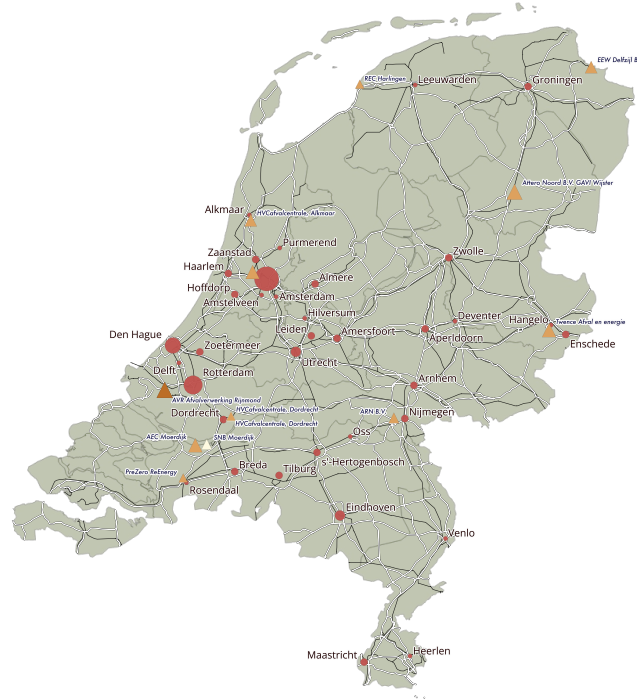 EEW Delfzijl B
REC Harlingen
Leeuwarden
Groningen
Attero Noord B.V. GAVI Wijster
Alkmaar
HVCafvalcentrale, Alkmaar
Purmerend
Zaanstad
Zwolle
Haarlem
Almere
Hoffdorp
Amsterdam
Amstelveen
Hilversum
Deventer
Hangelo
Twence Afval en energie
Leiden
Amersfoort
Apeldoorn
Enschede
Den Hague
Zoetermeer
Utrecht
Delft
Rotterdam
Arnhem
AVR Afvalverwerking Rijnmond
Dordrecht
HVCafvalcentrale, Dordrecht
HVCafvalcentrale, Dordrecht
ARN B.V.
Nijmegen
Oss
AEC Moerdijk
SNB Moerdijk
s'-Hertogenbosch
PreZero ReEnergy
Breda
Tilburg
Rosendaal
Eindhoven
Venlo
Maastricht
Heerlen